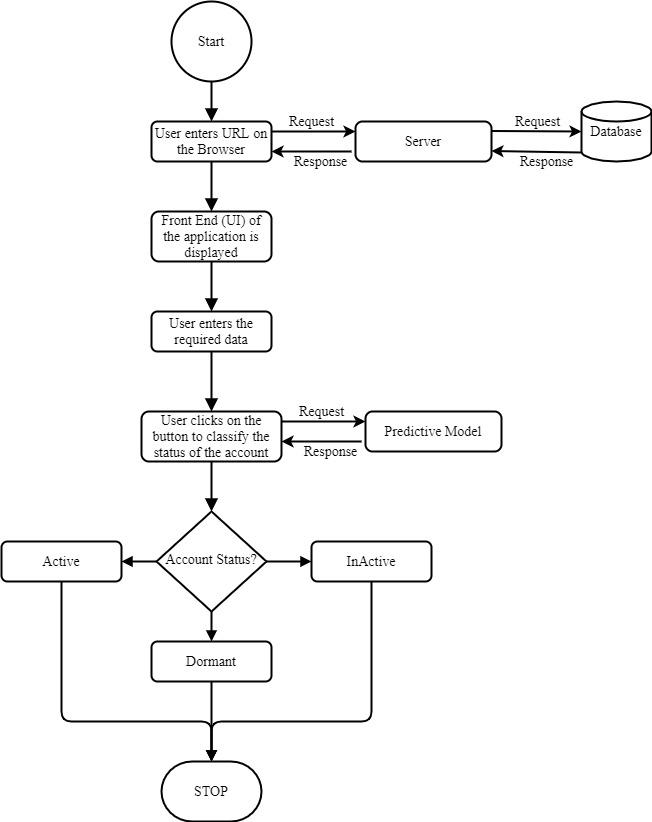 Start
User enters URL on
the Browser
Request
Response
Server
Request
Response
Database
Front End (UI) of
the application is
displayed
User enters the
required data
User clicks on the
button to classify the
status of the account
Request
Response
Predictive Model
Account Status?
Active
InActive
Dormant
STOP